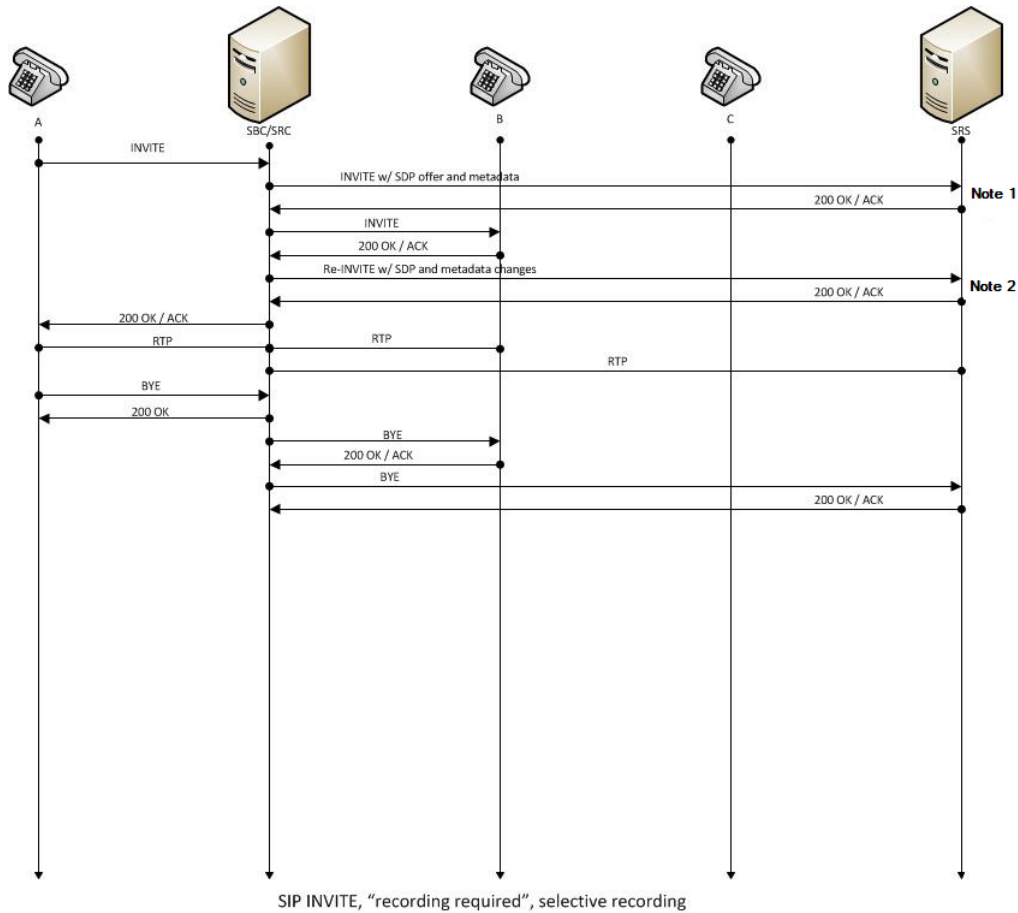 A
SBC/SRC
B
C
SRS
INVITE
INVITE w/ SDP offer and metadata
Note 1
200 OK / ACK
INVITE
200 OK / ACK
Re-INVITE w/ SDP and metadata changes
Note 2
200 OK / ACK
200 OK / ACK
RTP
RTP
RTP
BYE
200 OK
BYE
200 OK / ACK
BYE
200 OK / ACK
SIP INVITE, “recording required”, selective recording